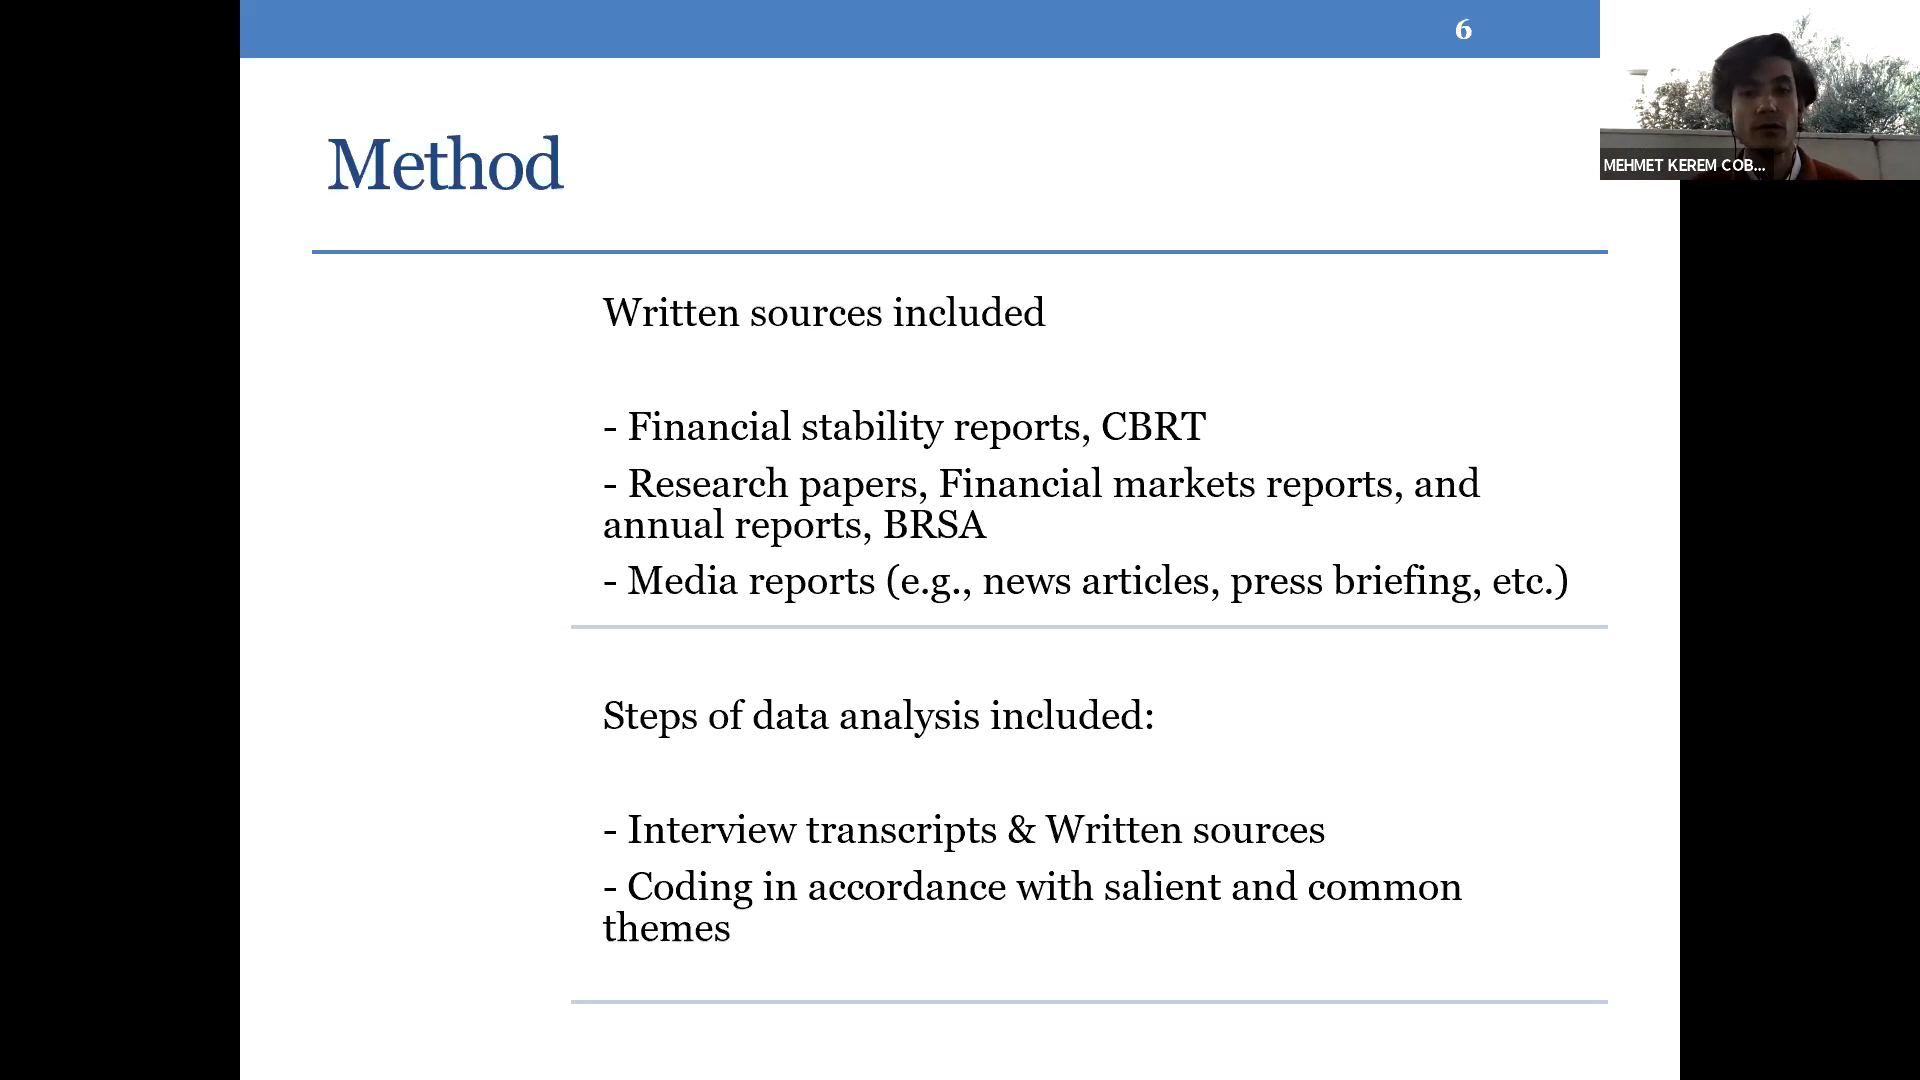 6
MEHMET KEREM COB...
Method
Written sources included
- Financial stability reports, CBRT
- Research papers, Financial markets reports, and
annual reports, BRSA
- Media reports (e.g., news articles, press briefing, etc.)
Steps of data analysis included:
- Interview transcripts & Written sources
- Coding in accordance with salient and common
themes